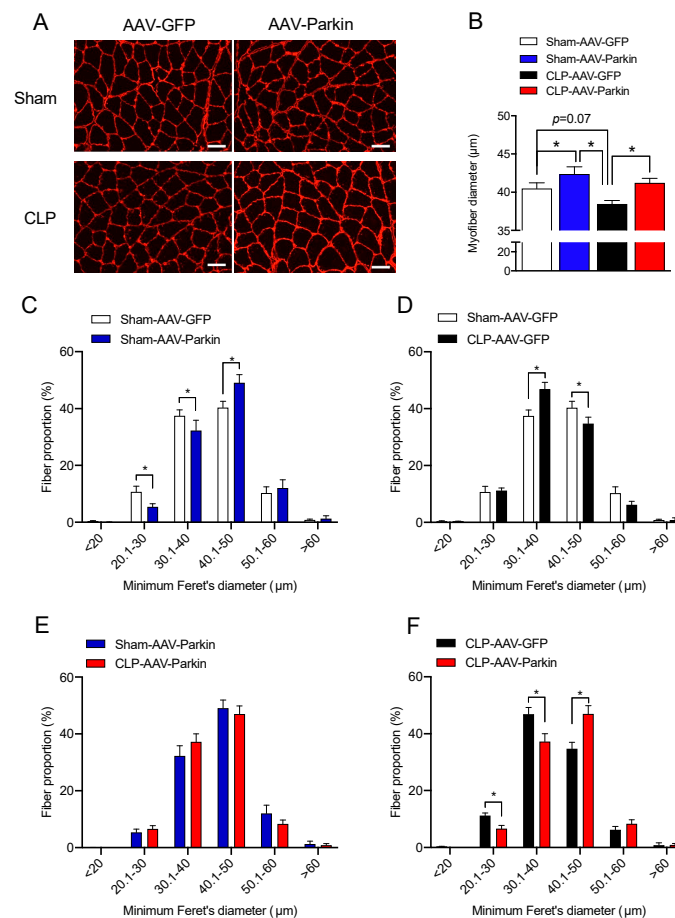 A
AAV-GFP
AAV-Parkin
Sham
CLP
B
Sham-AAV-GFP
Sham-AAV-Parkin
CLP-AAV-GFP
CLP-AAV-Parkin
p=0.07
* * *
Myofiber diameter (µm)
50
45
40
35
30
0
C
Sham-AAV-GFP
Sham-AAV-Parkin
Fiber proportion (%)
60
40
20
0
* * *
<20 20.1-30 30.1-40 40.1-50 50.1-60 >60
Minimum Feret's diameter (µm)
D
Sham-AAV-GFP
CLP-AAV-GFP
Fiber proportion (%)
60
40
20
0
* *
<20 20.1-30 30.1-40 40.1-50 50.1-60 >60
Minimum Feret's diameter (µm)
E
Sham-AAV-Parkin
CLP-AAV-Parkin
Fiber proportion (%)
60
40
20
0
<20 20.1-30 30.1-40 40.1-50 50.1-60 >60
Minimum Feret's diameter (µm)
F
CLP-AAV-GFP
CLP-AAV-Parkin
Fiber proportion (%)
60
40
20
0
* * *
<20 20.1-30 30.1-40 40.1-50 50.1-60 >60
Minimum Feret's diameter (µm)